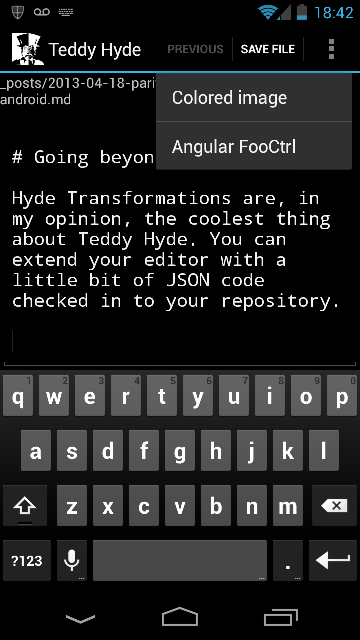 18:42
Teddy Hyde
PREVIOUS
SAVE FILE
_posts/2013-04-18-pari
android.md
Colored image
Angular FooCtrl
# Going beyon
Hyde Transformations are, in
my opinion, the coolest thing
about Teddy Hyde. You can
extend your editor with a
little bit of JSON code
checked in to your repository.
1 2 3 4 5 6 7 8 9 0
q w e r t y u i o p
a s d f g h j k l
z x c v b n m
?123 ... . ...